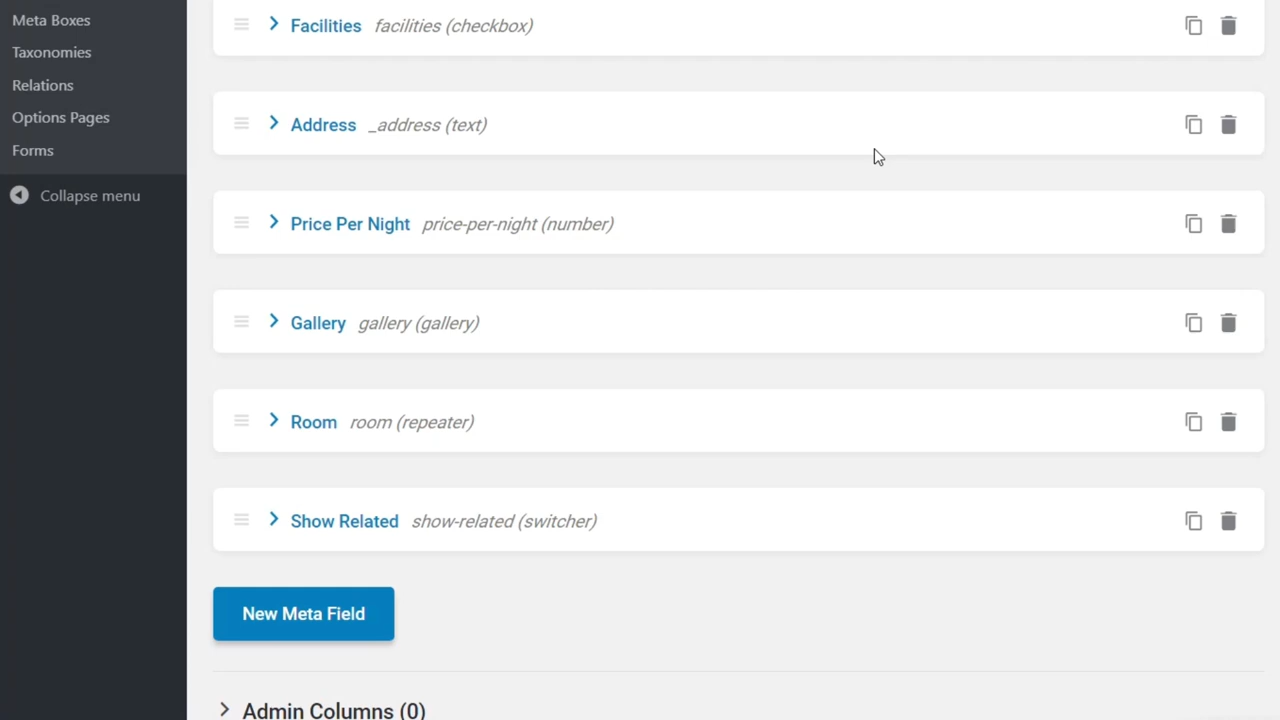 Meta Boxes
Taxonomies
Relations
Options Pages
Forms
Collapse menu
Facilities facilities (checkbox)
Address _address (text)
Price Per Night price-per-night (number)
Gallery gallery (gallery)
Room room (repeater)
Show Related show-related (switcher)
New Meta Field
Admin Columns (0)